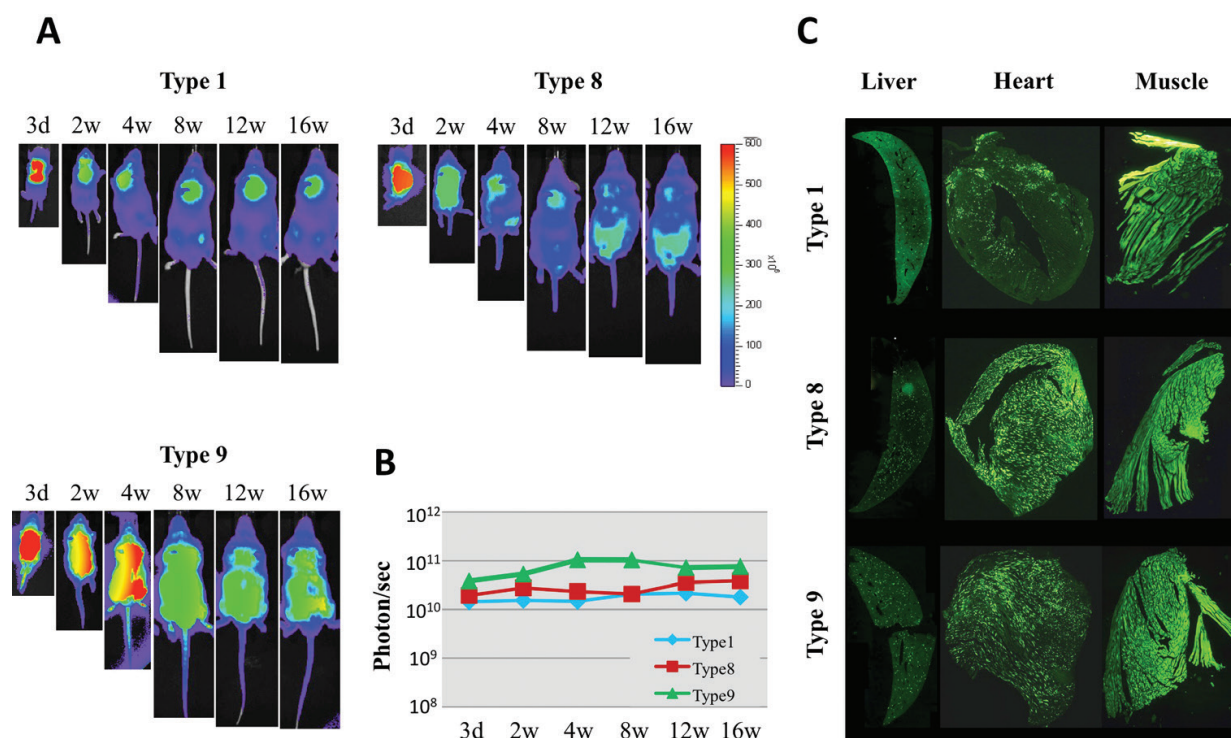 A
Type 1
3d 2w 4w 8w 12w 16w
Type 8
3d 2w 4w 8w 12w 16w
600
500
400
300
200
100
0
x10⁶
Type 9
3d 2w 4w 8w 12w 16w
B
Photon/sec
10¹²
10¹¹
10¹⁰
10⁹
10⁸
Type1
Type8
Type9
3d 2w 4w 8w 12w 16w
C
Liver Heart Muscle
Type 1
Type 8
Type 9